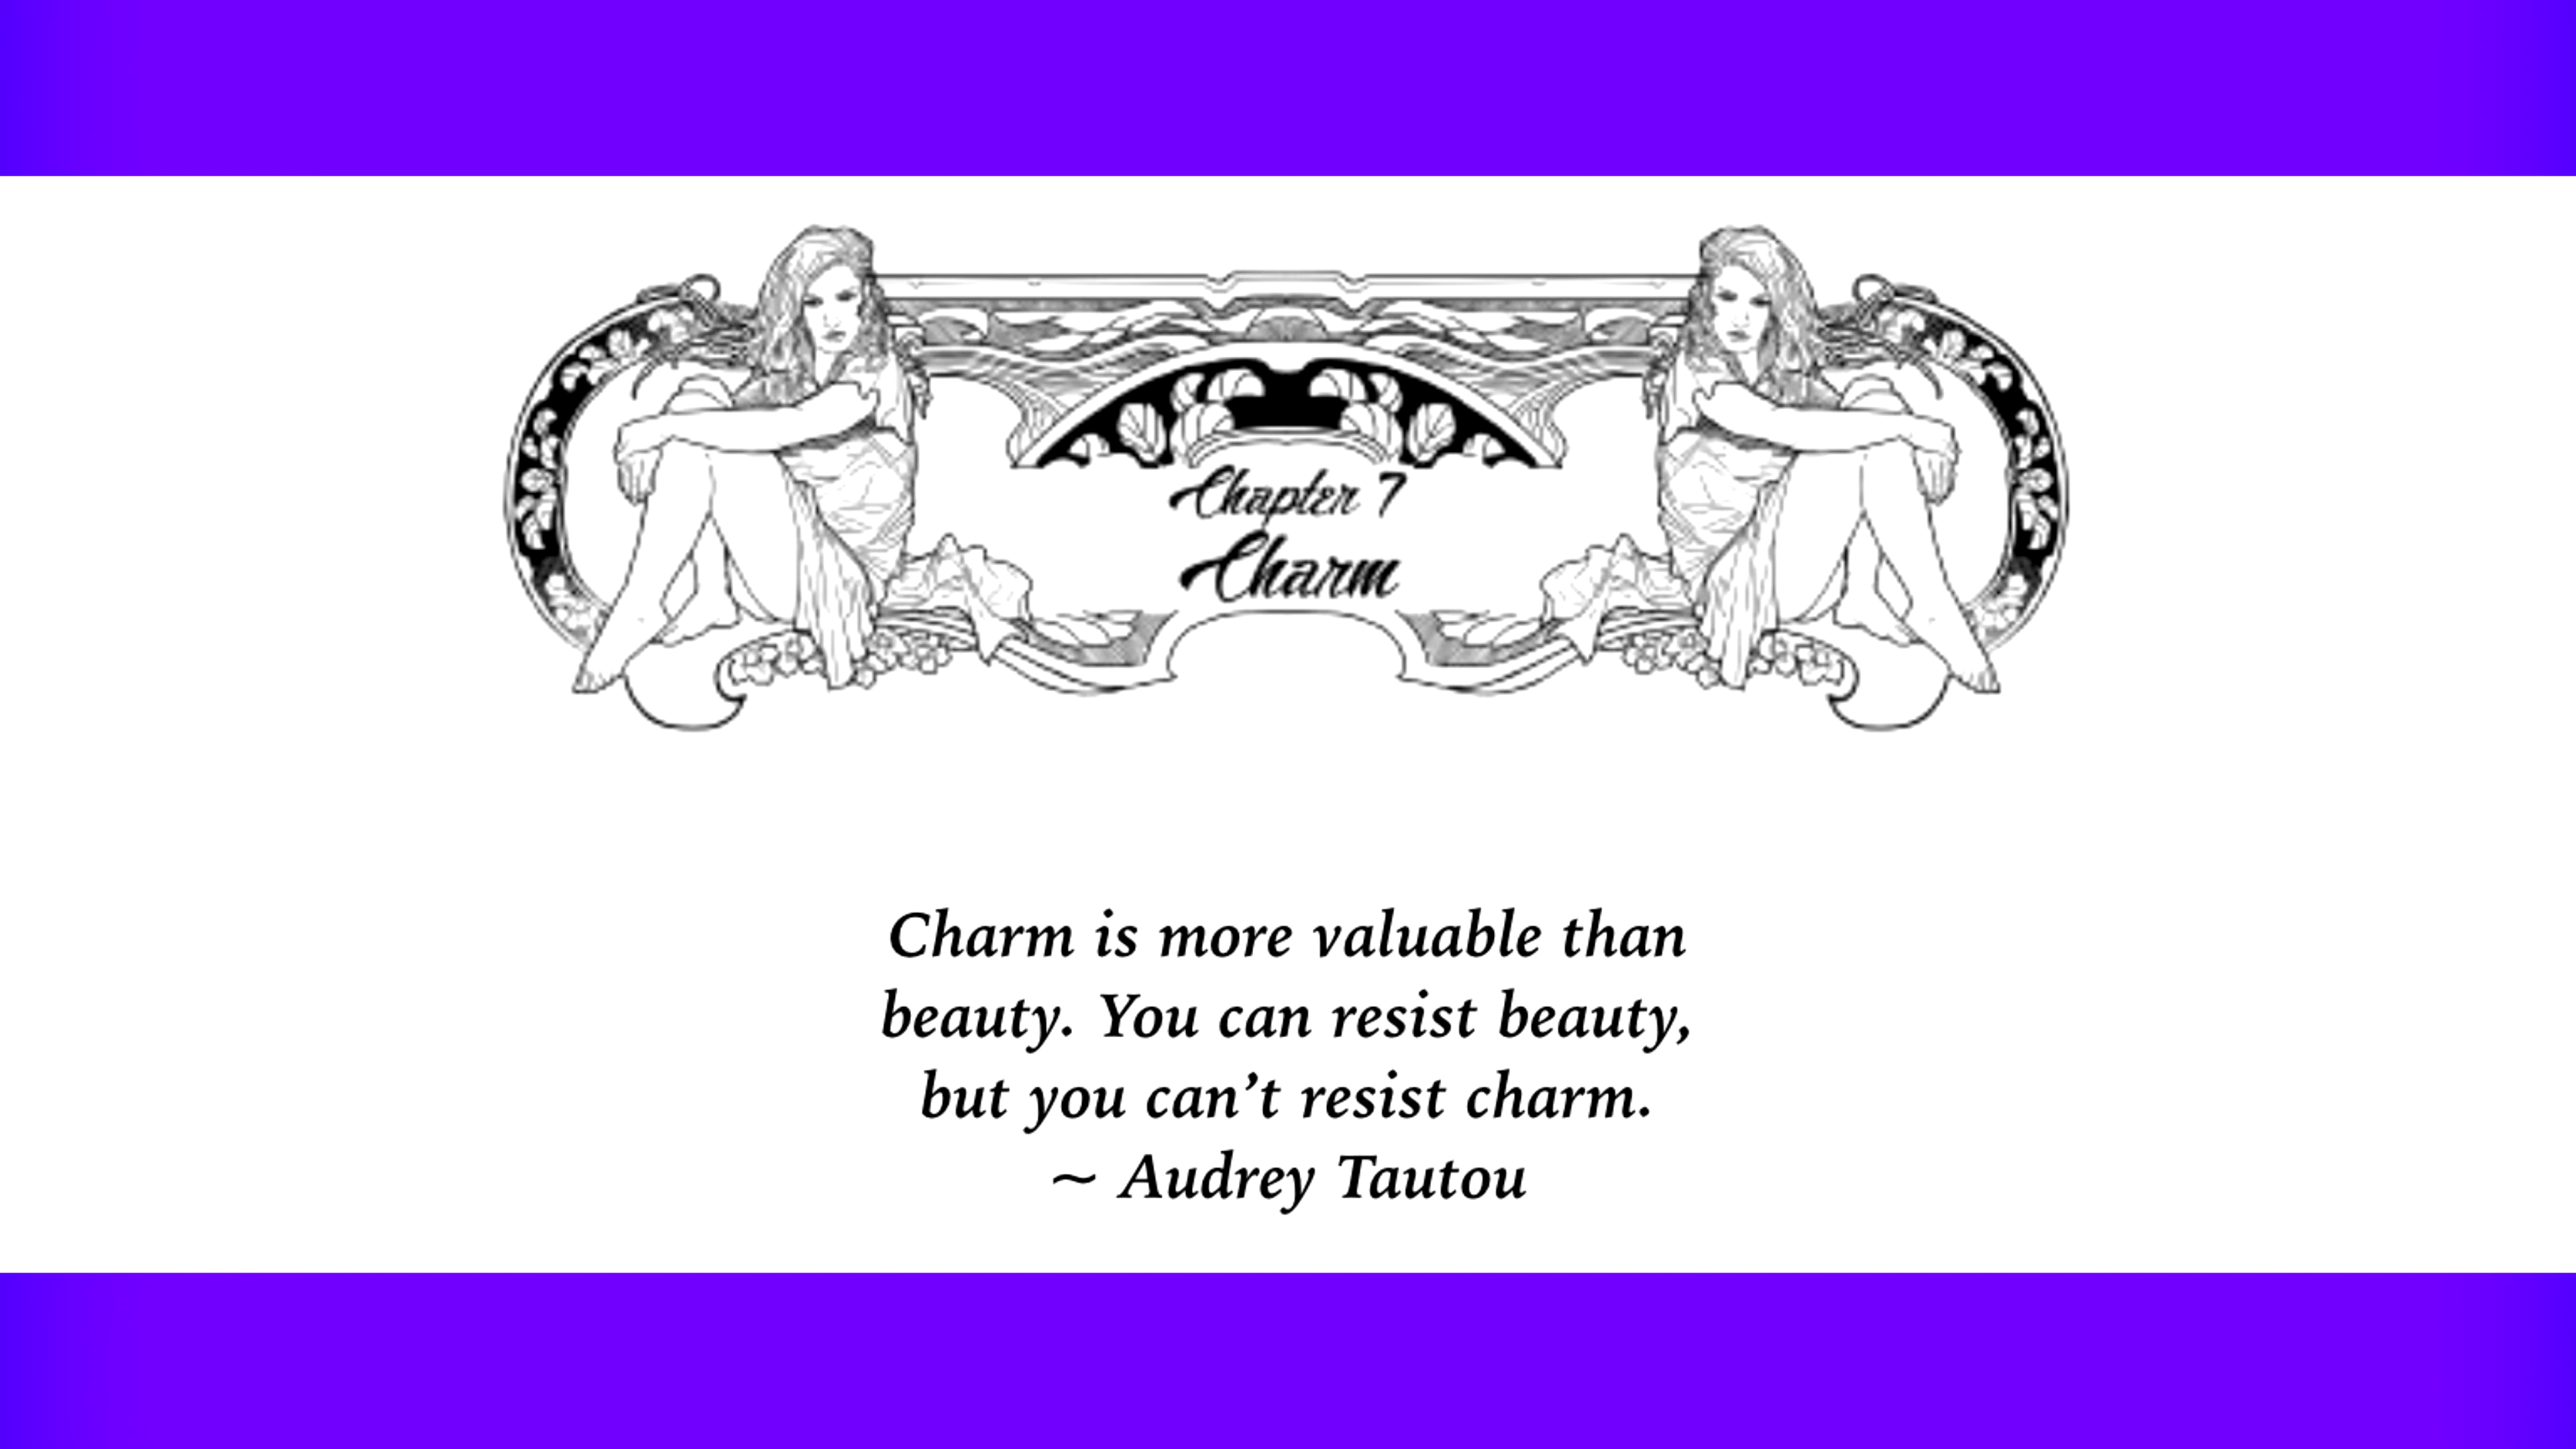 Chapter 7
Charm
Charm is more valuable than
beauty. You can resist beauty,
but you can’t resist charm.
~ Audrey Tautou